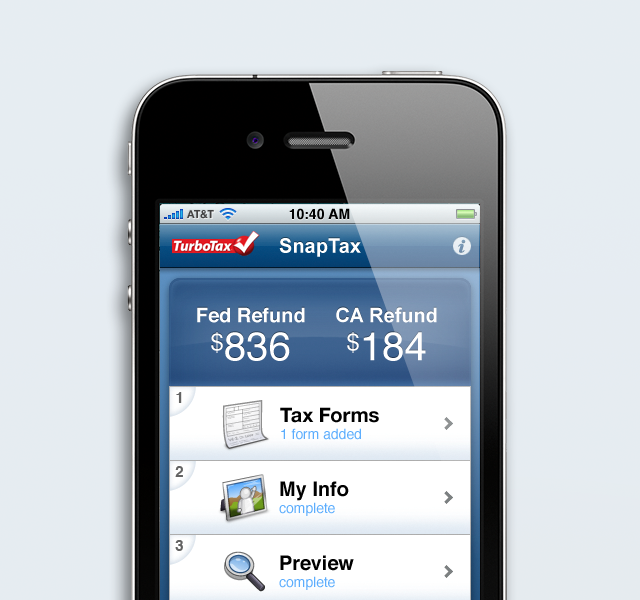 AT&T 10:40 AM
TurboTax SnapTax i
Fed Refund CA Refund
$836 $184
1
Tax Forms
1 form added
2
My Info
complete
3
Preview
complete